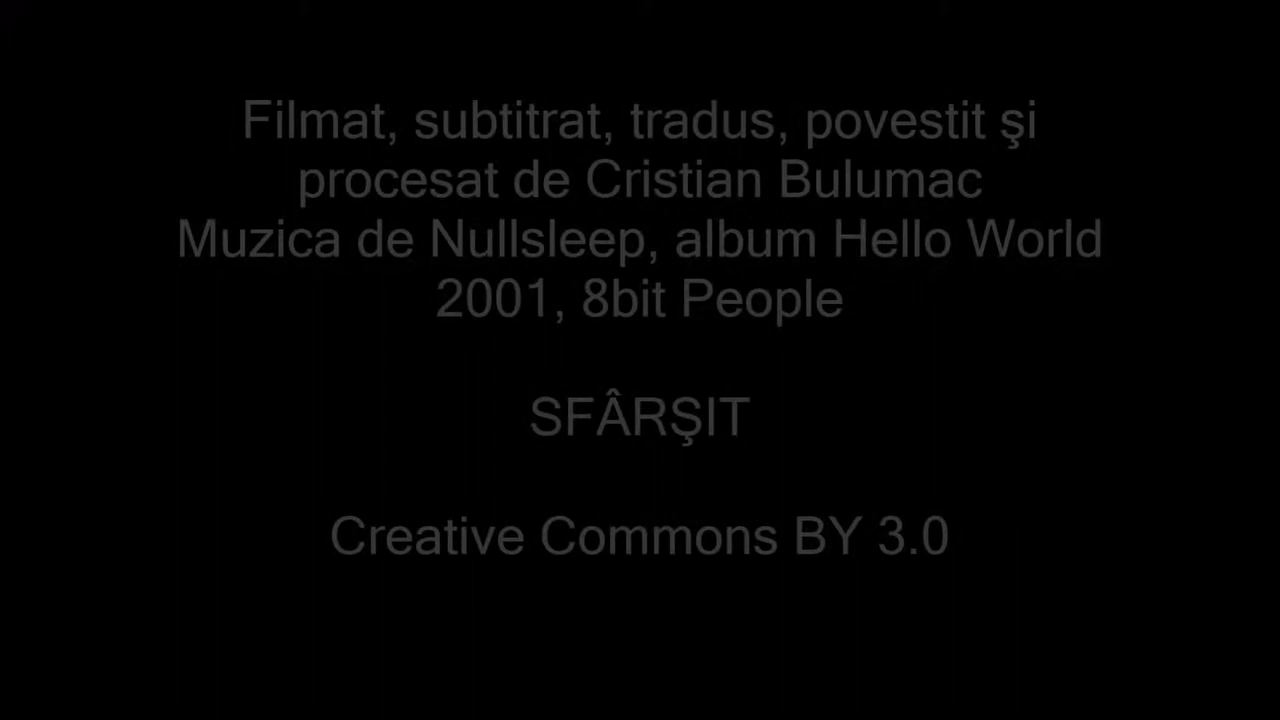 Filmat, subtitrat, tradus, povestit şi
procesat de Cristian Bulumac
Muzica de Nullsleep, album Hello World
2001, 8bit People
SFÂRŞIT
Creative Commons BY 3.0